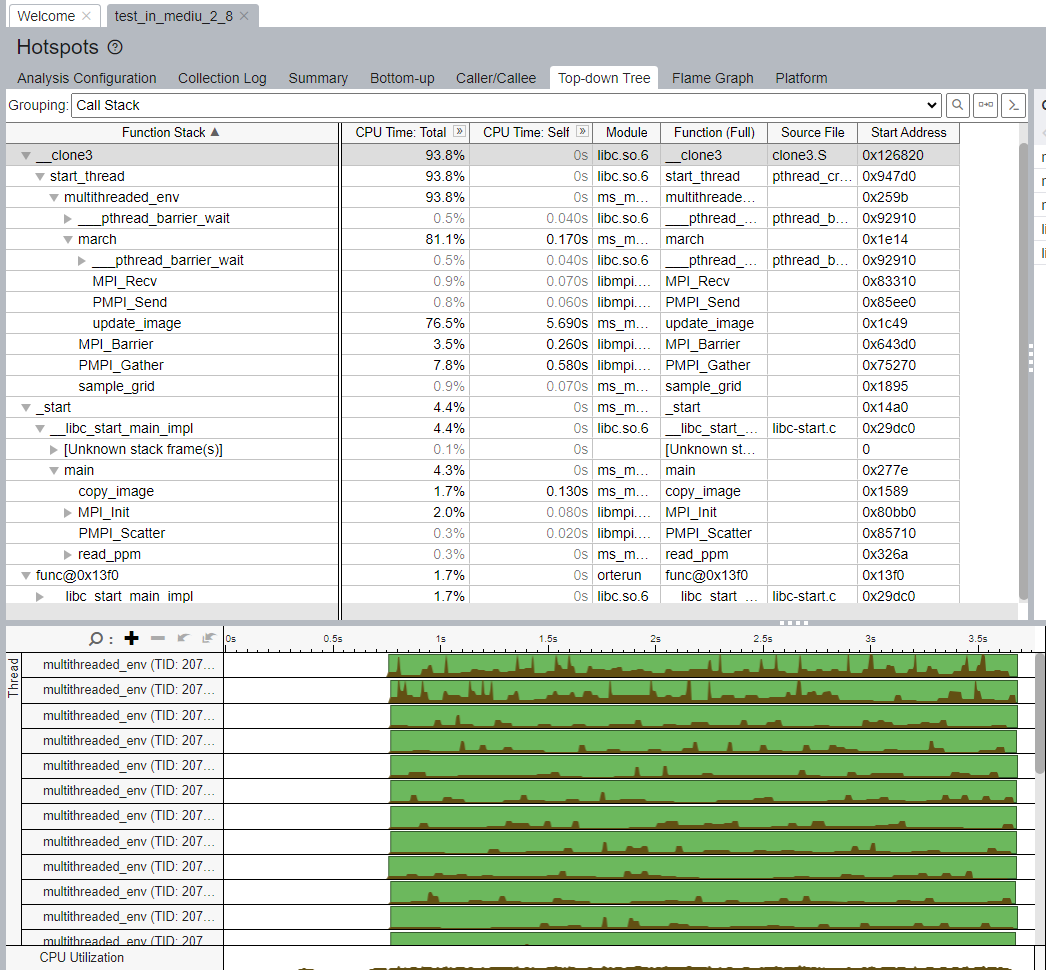 Welcome × test_in_mediu_2_8 ×
Hotspots ?
Analysis Configuration Collection Log Summary Bottom-up Caller/Callee Top-down Tree Flame Graph Platform
Grouping: Call Stack
Function Stack ▲ CPU Time: Total » CPU Time: Self » Module Function (Full) Source File Start Address
__clone3 93.8% 0s libc.so.6 __clone3 clone3.S 0x126820
start_thread 93.8% 0s libc.so.6 start_thread pthread_cr… 0x947d0
multithreaded_env 93.8% 0s ms_m… multithreade… 0x259b
___pthread_barrier_wait 0.5% 0.040s libc.so.6 ___pthread_… pthread_b… 0x92910
march 81.1% 0.170s ms_m… march 0x1e14
___pthread_barrier_wait 0.5% 0.040s libc.so.6 ___pthread_… pthread_b… 0x92910
MPI_Recv 0.9% 0.070s libmpi.… MPI_Recv 0x83310
PMPI_Send 0.8% 0.060s libmpi.… PMPI_Send 0x85ee0
update_image 76.5% 5.690s ms_m… update_image 0x1c49
MPI_Barrier 3.5% 0.260s libmpi.… MPI_Barrier 0x643d0
PMPI_Gather 7.8% 0.580s libmpi.… PMPI_Gather 0x75270
sample_grid 0.9% 0.070s ms_m… sample_grid 0x1895
_start 4.4% 0s ms_m… _start 0x14a0
__libc_start_main_impl 4.4% 0s libc.so.6 __libc_start_… libc-start.c 0x29dc0
[Unknown stack frame(s)] 0.1% 0s [Unknown st… 0
main 4.3% 0s ms_m… main 0x277e
copy_image 1.7% 0.130s ms_m… copy_image 0x1589
MPI_Init 2.0% 0.080s libmpi.… MPI_Init 0x80bb0
PMPI_Scatter 0.3% 0.020s libmpi.… PMPI_Scatter 0x85710
read_ppm 0.3% 0s ms_m… read_ppm 0x326a
func@0x13f0 1.7% 0s orterun func@0x13f0 0x13f0
__libc_start_main_impl 1.7% 0s libc.so.6 __libc_start_… libc-start.c 0x29dc0
0s 0.5s 1s 1.5s 2s 2.5s 3s 3.5s
Thread
multithreaded_env (TID: 207…
multithreaded_env (TID: 207…
multithreaded_env (TID: 207…
multithreaded_env (TID: 207…
multithreaded_env (TID: 207…
multithreaded_env (TID: 207…
multithreaded_env (TID: 207…
multithreaded_env (TID: 207…
multithreaded_env (TID: 207…
multithreaded_env (TID: 207…
multithreaded_env (TID: 207…
multithreaded_env (TID: 207…
CPU Utilization